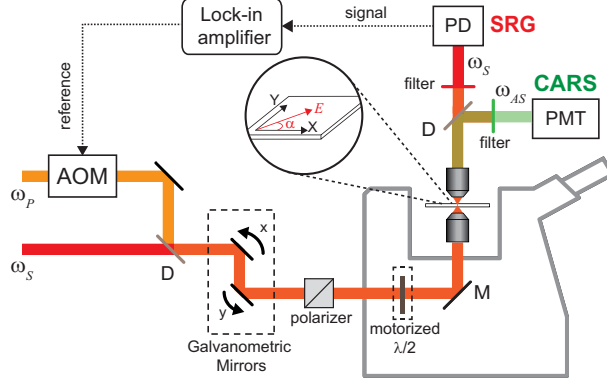 Lock-in
amplifier
signal
PD
SRG
reference
filter
ωS
ωAS
CARS
D
filter
PMT
Y
E
α
X
AOM
ωP
ωS
D
x
y
Galvanometric
Mirrors
polarizer
motorized
λ/2
M